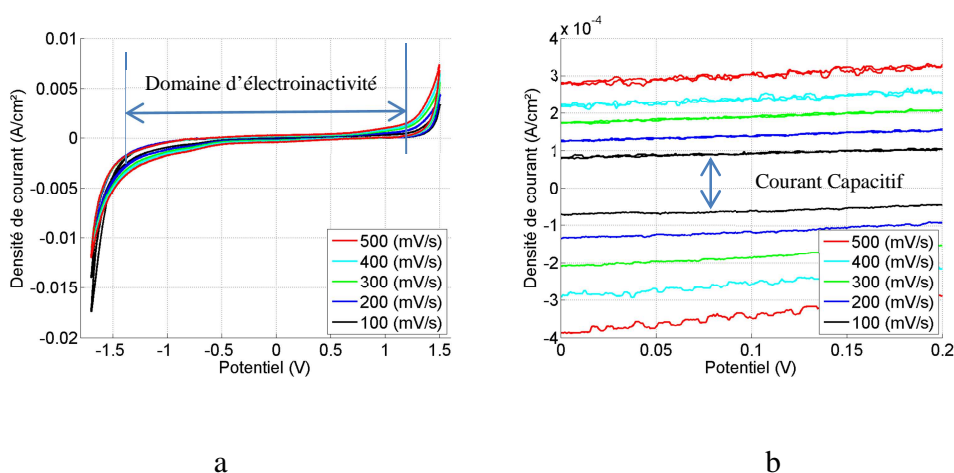 0.01
0.005
0
-0.005
-0.01
-0.015
-0.02
Densité de courant (A/cm²)
Domaine d'électroinactivité
500 (mV/s)
400 (mV/s)
300 (mV/s)
200 (mV/s)
100 (mV/s)
-1.5 -1 -0.5 0 0.5 1 1.5
Potentiel (V)
a
x 10⁻⁴
4
3
2
1
0
-1
-2
-3
-4
Densité de courant (A/cm²)
Courant Capacitif
500 (mV/s)
400 (mV/s)
300 (mV/s)
200 (mV/s)
100 (mV/s)
0 0.05 0.1 0.15 0.2
Potentiel (V)
b